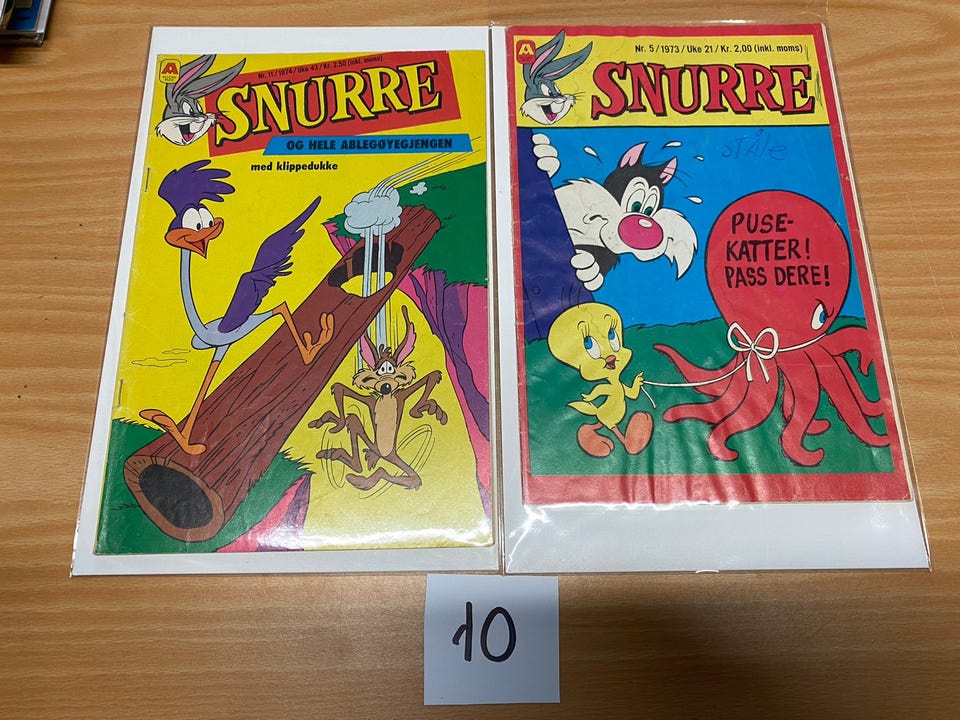 Nr. 11 / 1974 / Uke 43 / Kr. 2,50 (inkl. moms)
SNURRE
OG HELE ABLEGØYEGJENGEN
med klippedukke
Nr. 5 / 1973 / Uke 21 / Kr. 2,00 (inkl. moms)
SNURRE
STÅle
PUSE-
KATTER!
PASS DERE!
10